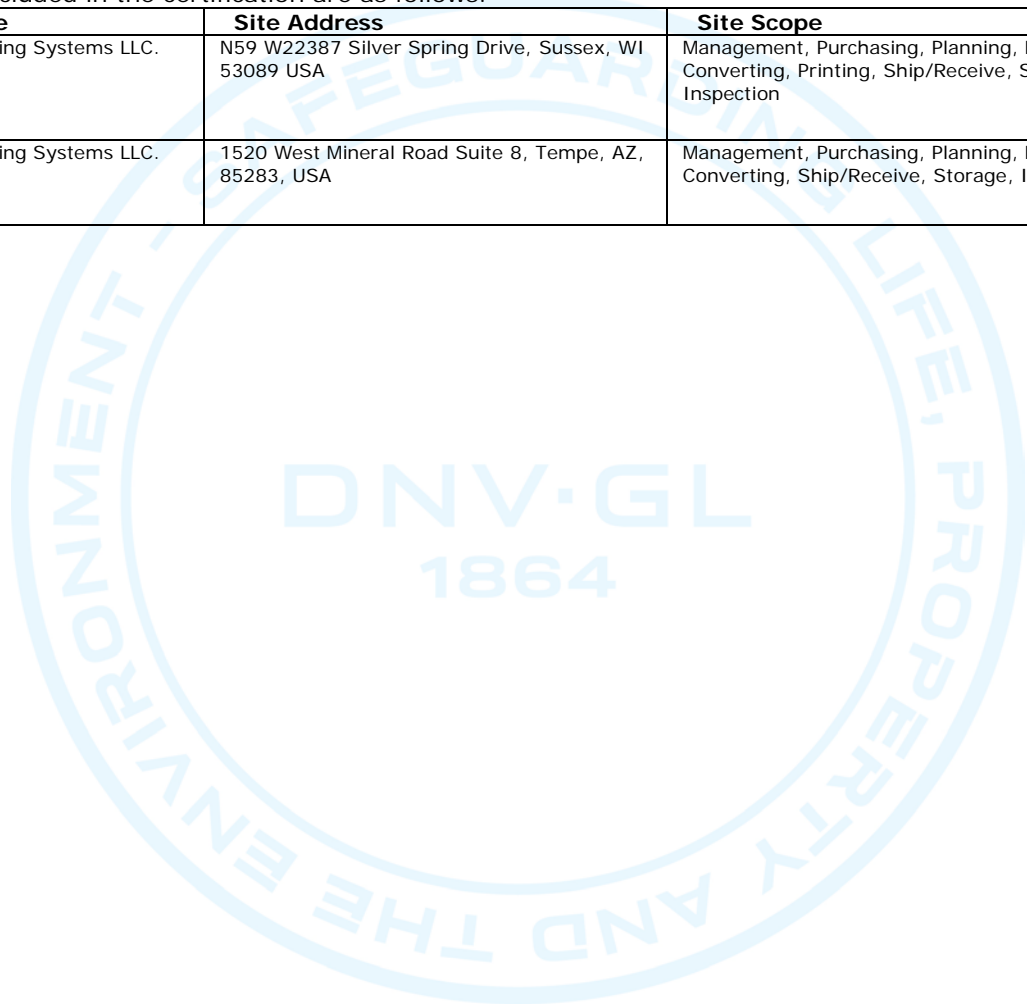 in the certification are as follows:
Site Address
Site Scope
Systems LLC.
N59 W22387 Silver Spring Drive, Sussex, WI
53089 USA
Management, Purchasing, Planning,
Converting, Printing, Ship/Receive,
Inspection
Systems LLC.
1520 West Mineral Road Suite 8, Tempe, AZ,
85283, USA
Management, Purchasing, Planning,
Converting, Ship/Receive, Storage,
SAFEGUARDING LIFE, PROPERTY AND THE ENVIRONMENT -
DNV·GL
1864